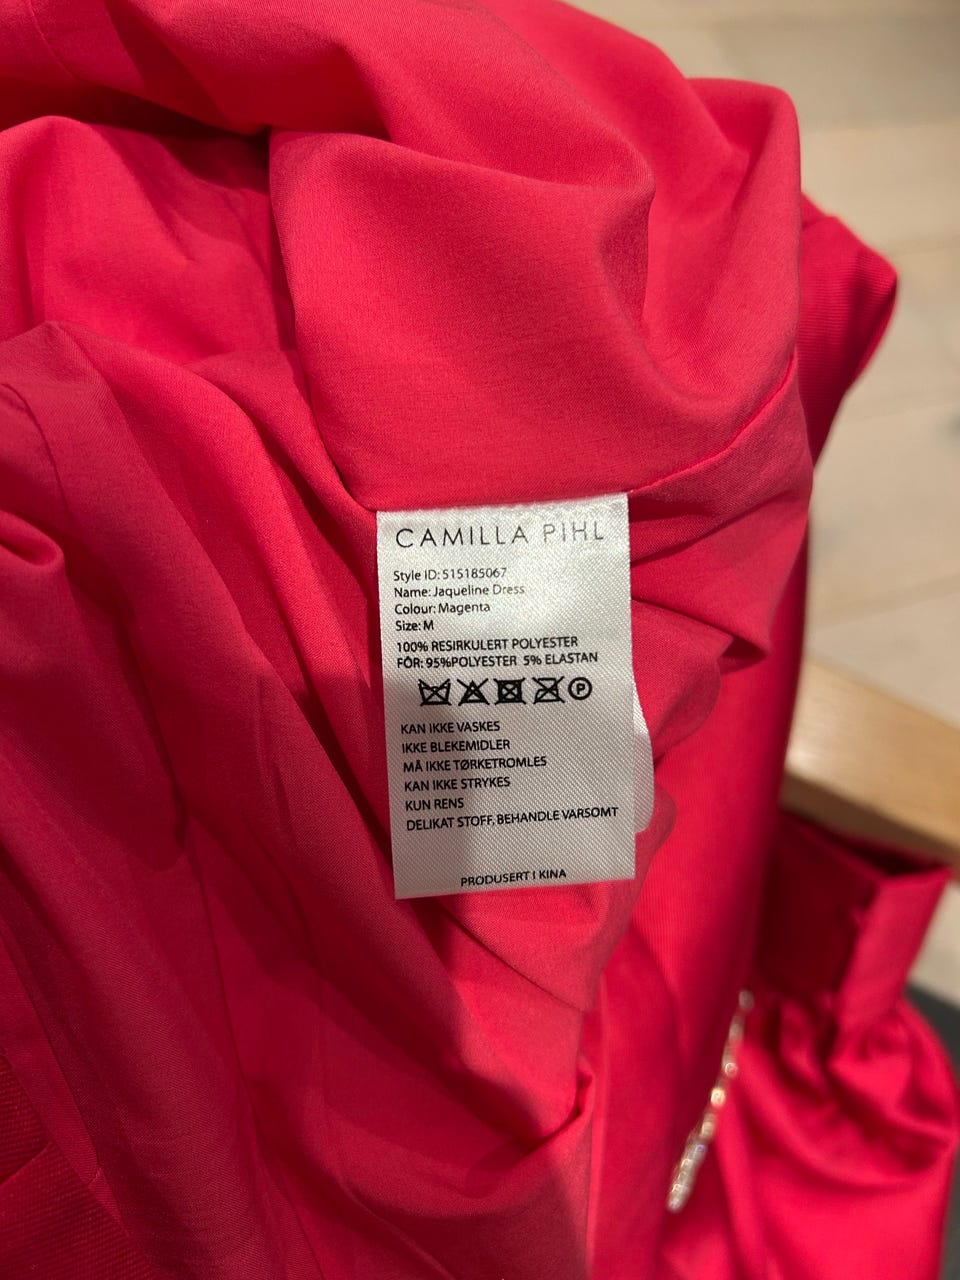 CAMILLA PIHL
Style ID: 515185067
Name: Jaqueline Dress
Colour: Magenta
Size: M
100% RESIRKULERT POLYESTER
FÔR: 95%POLYESTER 5% ELASTAN
P
KAN IKKE VASKES
IKKE BLEKEMIDLER
MÅ IKKE TØRKETROMLES
KAN IKKE STRYKES
KUN RENS
DELIKAT STOFF, BEHANDLE VARSOMT
PRODUSERT I KINA